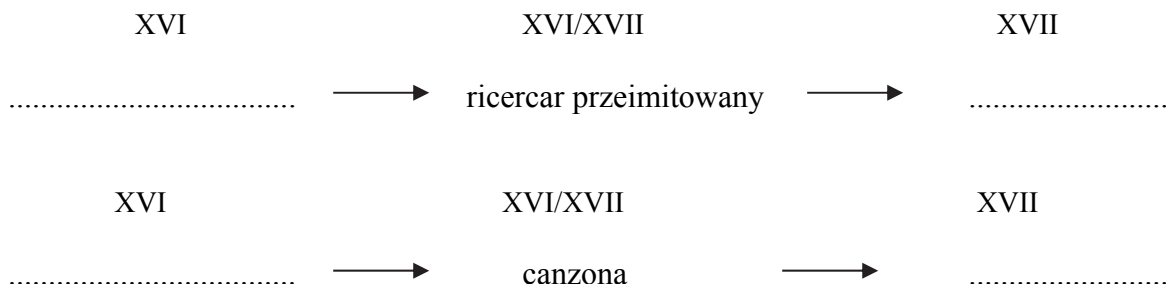 XVI XVI/XVII XVII
.................................... ricercar przeimitowany .........................
XVI XVI/XVII XVII
.................................... canzona .........................